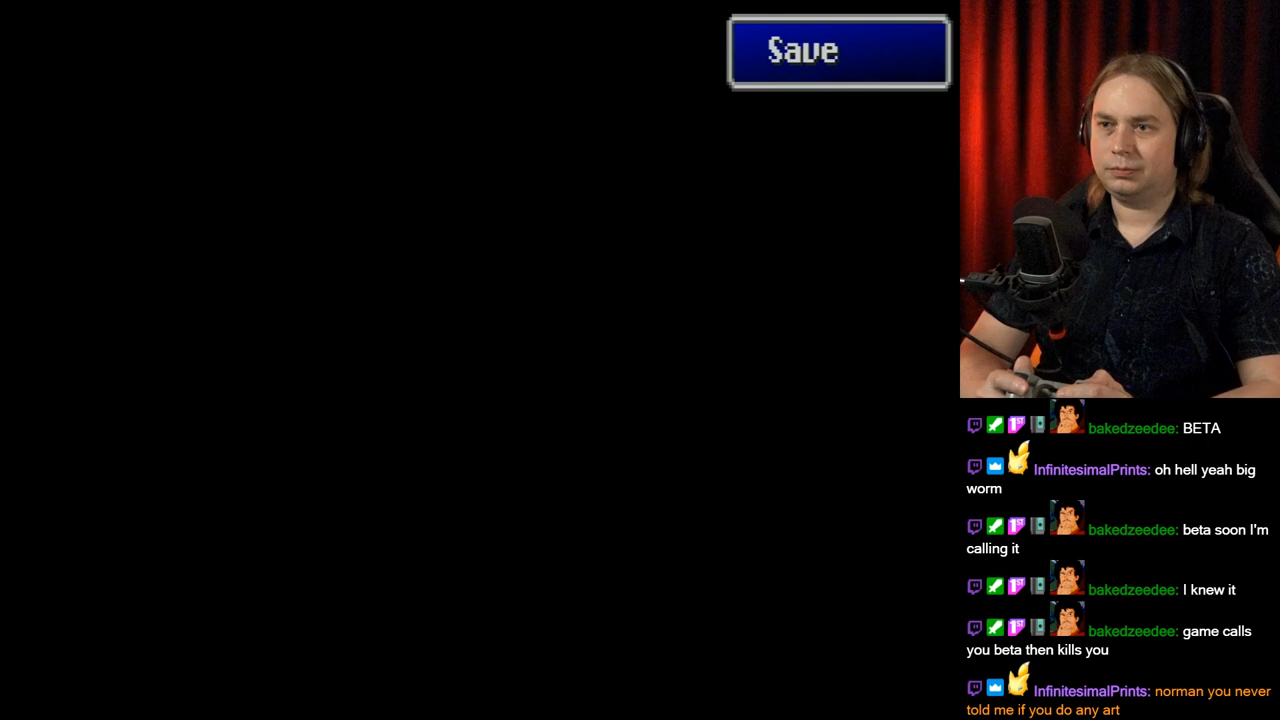 Save
bakedzeedee: BETA
InfinitesimalPrints: oh hell yeah big
worm
bakedzeedee: beta soon I'm
calling it
bakedzeedee: I knew it
bakedzeedee: game calls
you beta then kills you
InfinitesimalPrints: norman you never
told me if you do any art